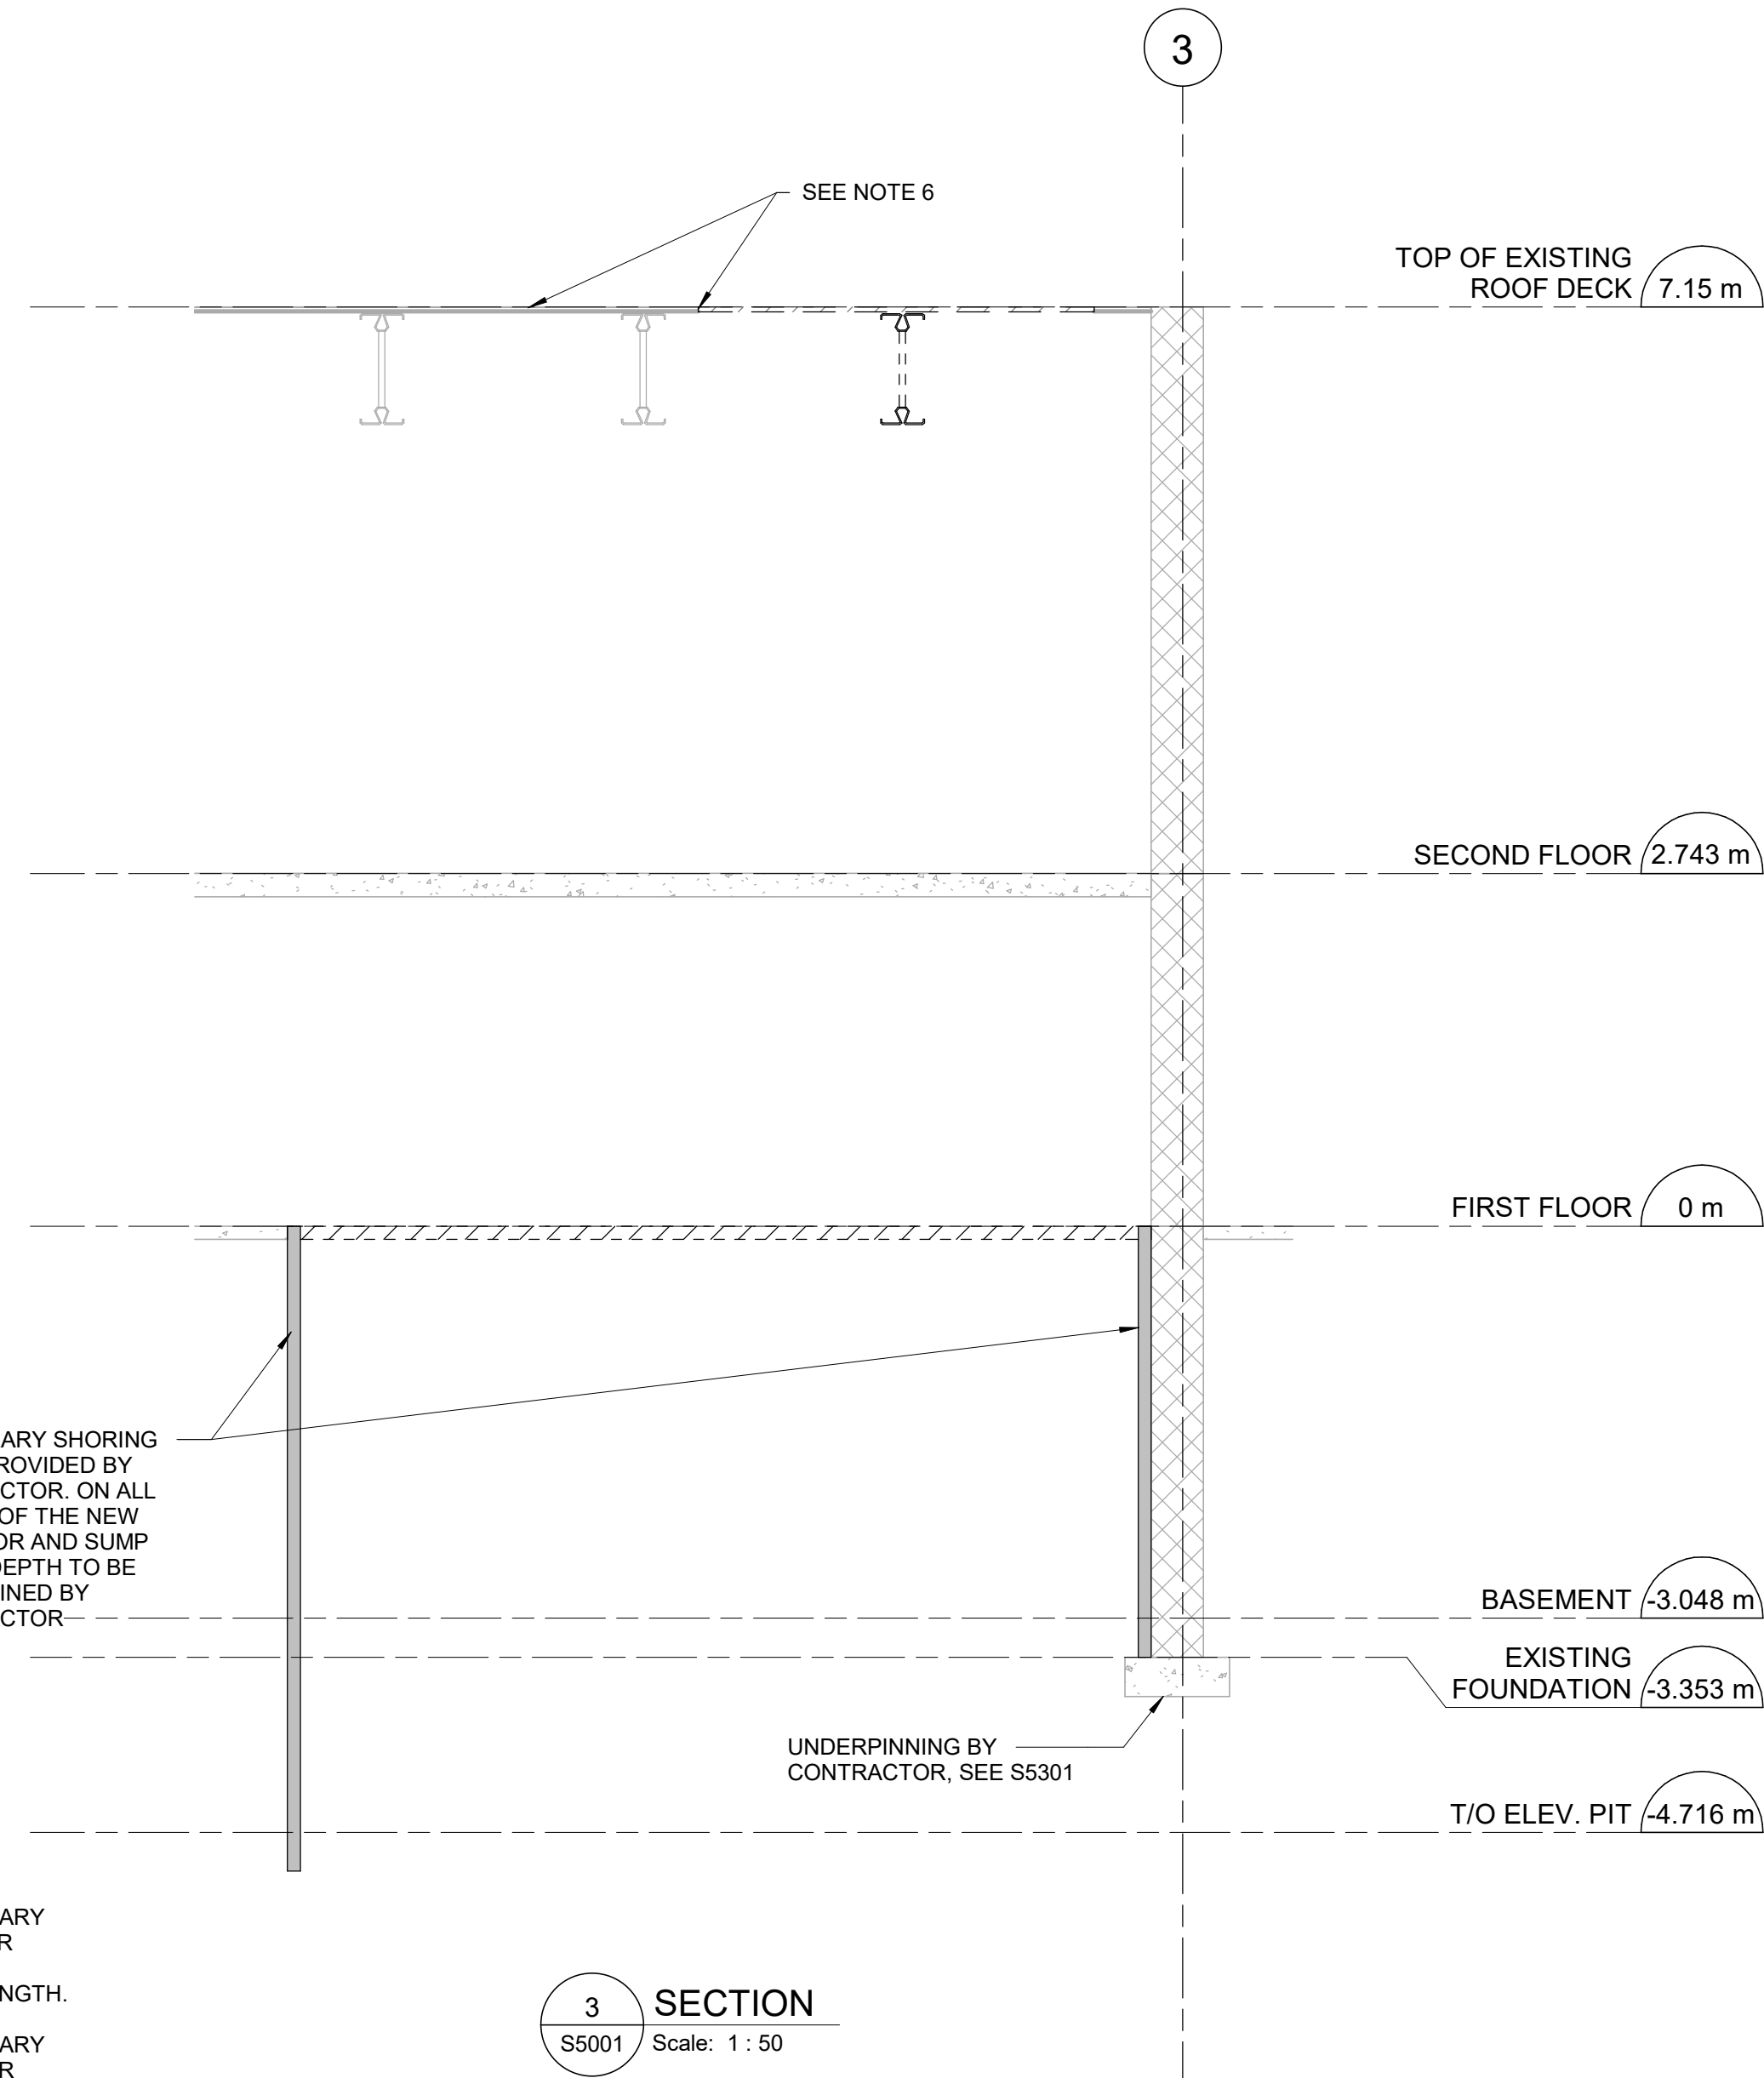 3
SEE NOTE 6
TOP OF EXISTING
ROOF DECK 7.15 m
SECOND FLOOR 2.743 m
FIRST FLOOR 0 m
ARY SHORING
ROVIDED BY
CTOR. ON ALL
OF THE NEW
OR AND SUMP
DEPTH TO BE
INED BY
CTOR
BASEMENT -3.048 m
EXISTING
FOUNDATION -3.353 m
UNDERPINNING BY
CONTRACTOR, SEE S5301
T/O ELEV. PIT -4.716 m
ARY
R
NGTH.
ARY
R
3 SECTION
S5001 Scale: 1 : 50